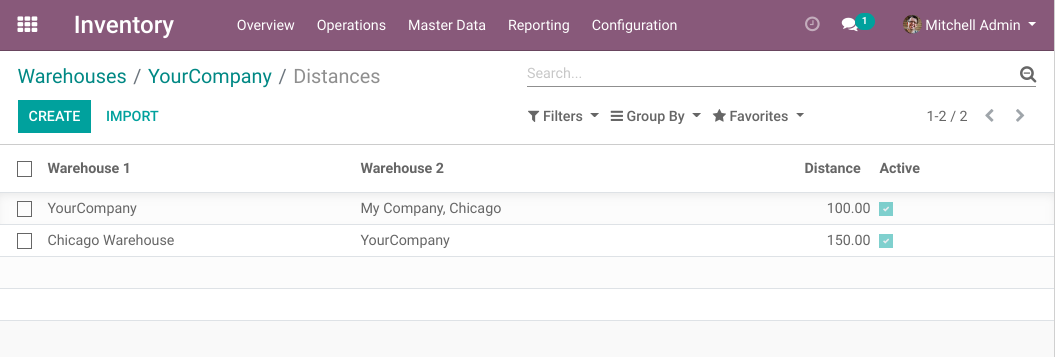 Inventory Overview Operations Master Data Reporting Configuration 1 Mitchell Admin
Warehouses / YourCompany / Distances Search...
CREATE IMPORT Filters Group By Favorites 1-2 / 2
Warehouse 1 Warehouse 2 Distance Active
YourCompany My Company, Chicago 100.00
Chicago Warehouse YourCompany 150.00